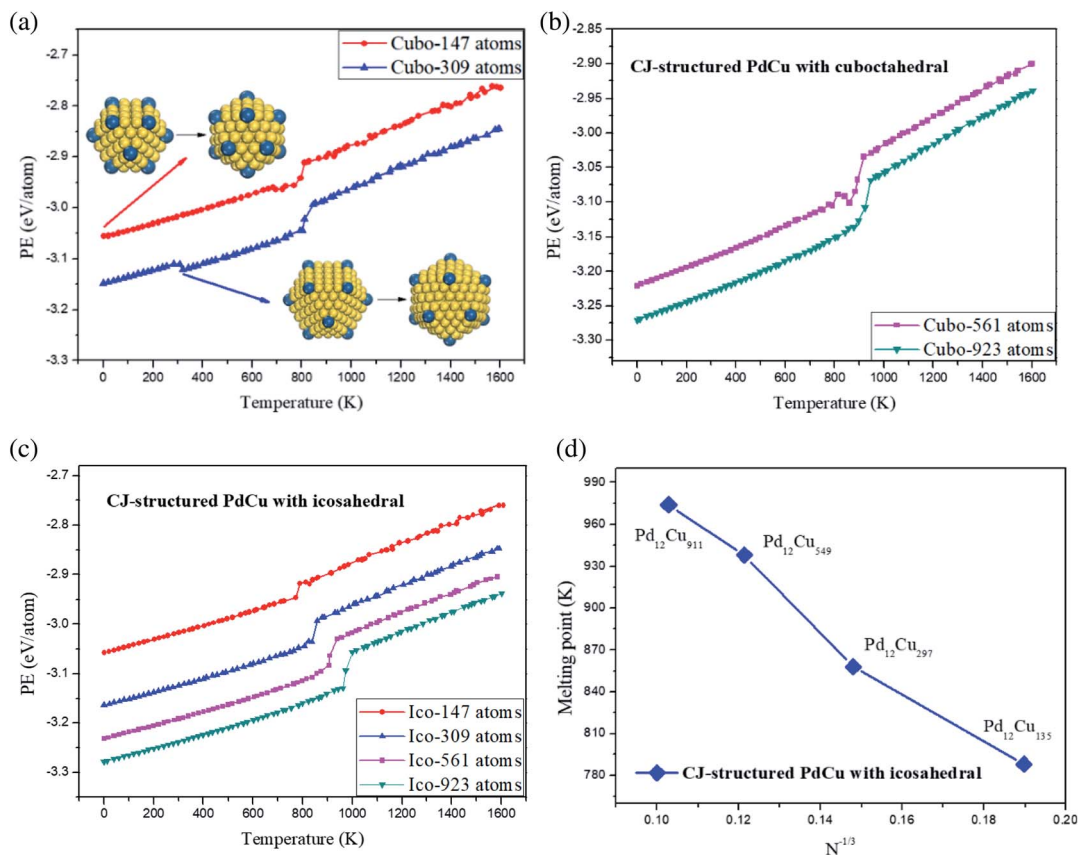 (a)
Cubo-147 atoms
Cubo-309 atoms
-2.7
-2.8
-2.9
-3.0
-3.1
-3.2
-3.3
PE (eV/atom)
0 200 400 600 800 1000 1200 1400 1600
Temperature (K)
(b)
CJ-structured PdCu with cuboctahedral
-2.85
-2.90
-2.95
-3.00
-3.05
-3.10
-3.15
-3.20
-3.25
-3.30
PE (eV/atom)
Cubo-561 atoms
Cubo-923 atoms
0 200 400 600 800 1000 1200 1400 1600
Temperature (K)
(c)
CJ-structured PdCu with icosahedral
-2.7
-2.8
-2.9
-3.0
-3.1
-3.2
-3.3
PE (eV/atom)
Ico-147 atoms
Ico-309 atoms
Ico-561 atoms
Ico-923 atoms
0 200 400 600 800 1000 1200 1400 1600
Temperature (K)
(d)
990
960
930
900
870
840
810
780
Melting point (K)
Pd12Cu911
Pd12Cu549
Pd12Cu297
Pd12Cu135
CJ-structured PdCu with icosahedral
0.10 0.12 0.14 0.16 0.18 0.20
N-1/3